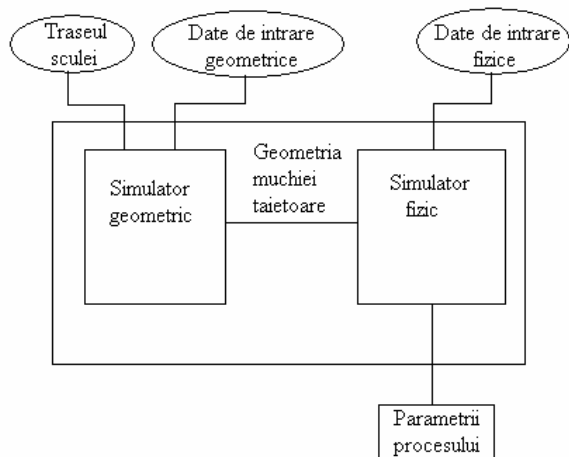 Traseul
sculei
Date de intrare
geometrice
Date de intrare
fizice
Simulator
geometric
Geometria
muchiei
taietoare
Simulator
fizic
Parametrii
procesului